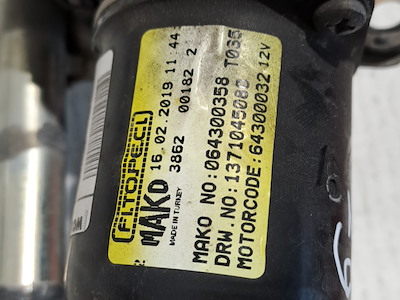 MAKO 16.02.2019 11:44
3862 00182 2
MADE IN TURKEY
MAKO NO:064300358 T035
DRW.NO:1371045080
MOTORCODE:64300032 12V